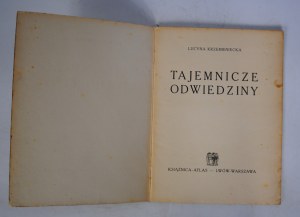 LUCYNA KRZEMIENIECKA
TAJEMNICZE
ODWIEDZINY
KSIĄŻNICA-ATLAS — LWÓW-WARSZAWA